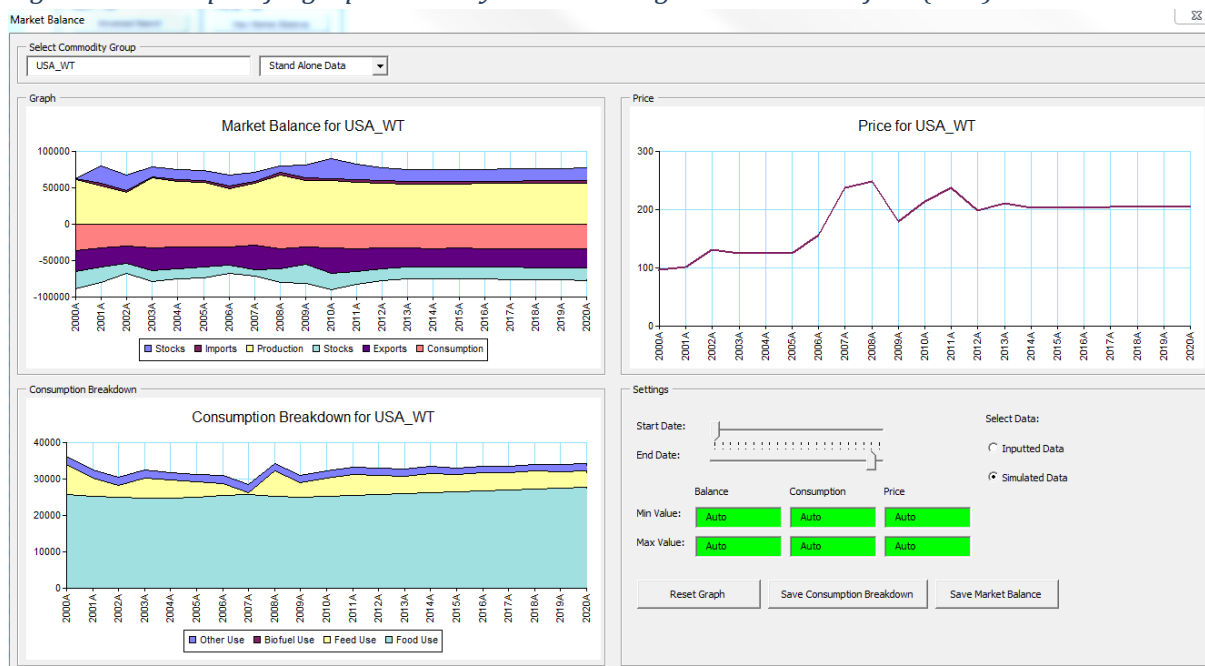 Market Balance
Select Commodity Group
USA_WT
Stand Alone Data
Graph
Market Balance for USA_WT
100000
50000
0
-50000
-100000
2000A 2001A 2002A 2003A 2004A 2005A 2006A 2007A 2008A 2009A 2010A 2011A 2012A 2013A 2014A 2015A 2016A 2017A 2018A 2019A 2020A
Stocks Imports Production Stocks Exports Consumption
Price
Price for USA_WT
300
200
100
0
2000A 2001A 2002A 2003A 2004A 2005A 2006A 2007A 2008A 2009A 2010A 2011A 2012A 2013A 2014A 2015A 2016A 2017A 2018A 2019A 2020A
Consumption Breakdown
Consumption Breakdown for USA_WT
40000
30000
20000
10000
0
2000A 2001A 2002A 2003A 2004A 2005A 2006A 2007A 2008A 2009A 2010A 2011A 2012A 2013A 2014A 2015A 2016A 2017A 2018A 2019A 2020A
Other Use Biofuel Use Feed Use Food Use
Settings
Start Date:
End Date:
Select Data:
Inputted Data
Simulated Data
Balance Consumption Price
Min Value: Auto Auto Auto
Max Value: Auto Auto Auto
Reset Graph Save Consumption Breakdown Save Market Balance